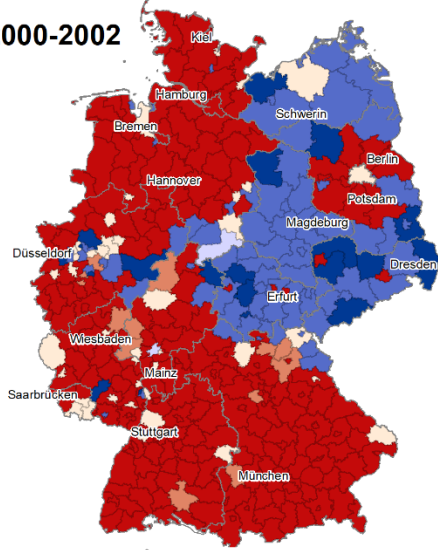 000-2002
Kiel
Hamburg
Schwerin
Bremen
Berlin
Hannover
Potsdam
Magdeburg
Düsseldorf
Dresden
Erfurt
Wiesbaden
Mainz
Saarbrücken
Stuttgart
München